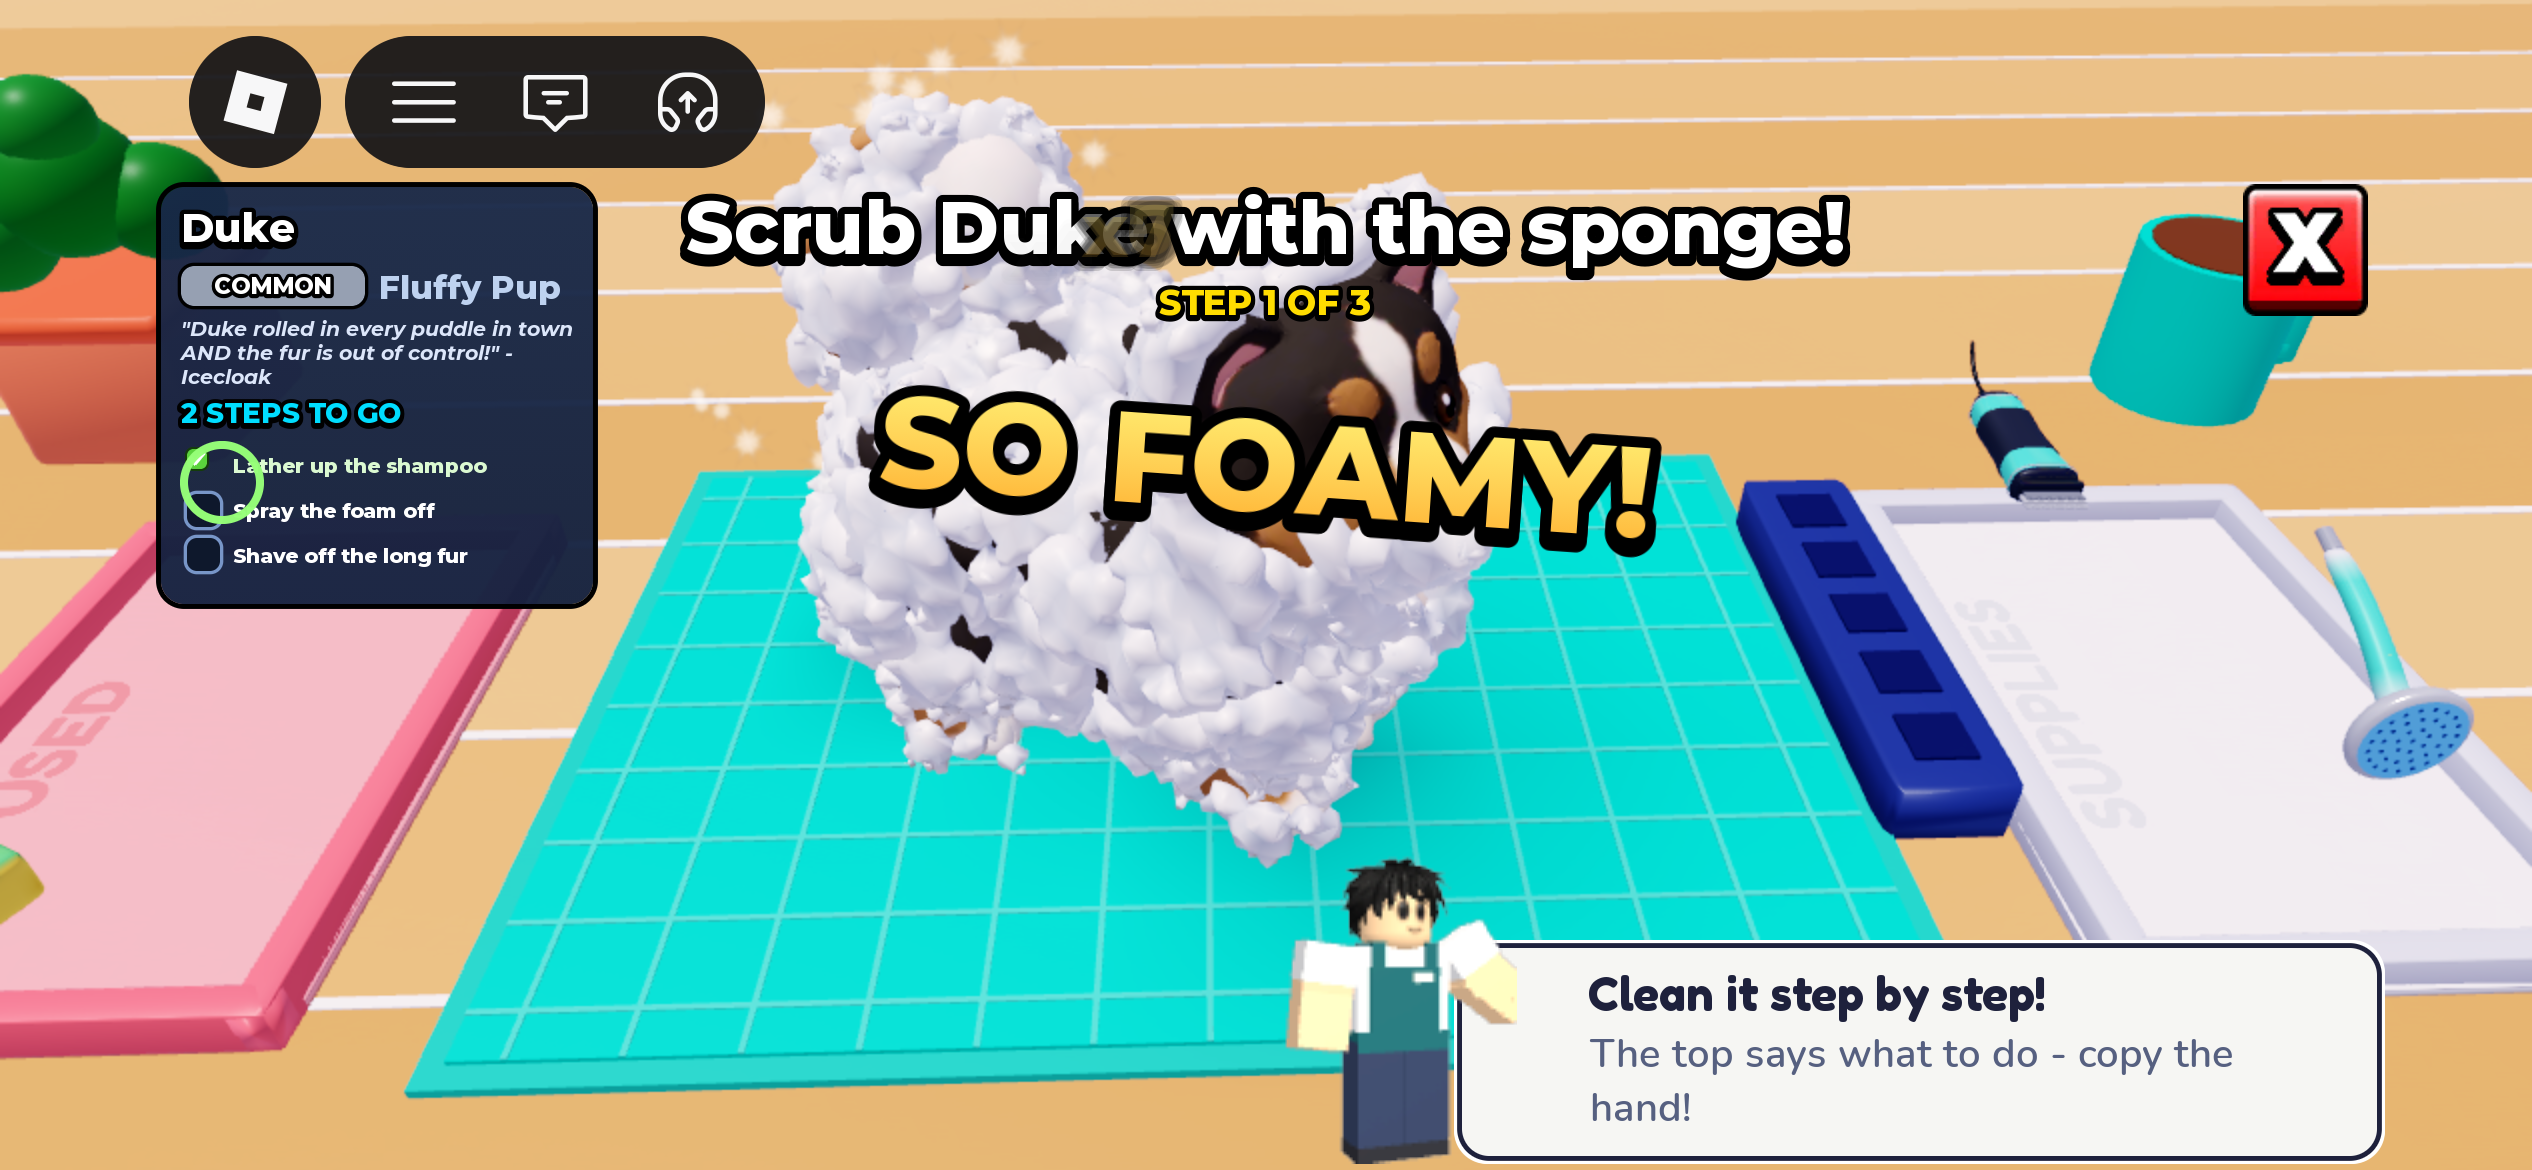 Scrub Duke with the sponge!
STEP 1 OF 3
SO FOAMY!
Duke
COMMON Fluffy Pup
"Duke rolled in every puddle in town
AND the fur is out of control!" -
Icecloak
2 STEPS TO GO
Lather up the shampoo
Spray the foam off
Shave off the long fur
X
USED
SUPPLIES
Clean it step by step!
The top says what to do - copy the
hand!